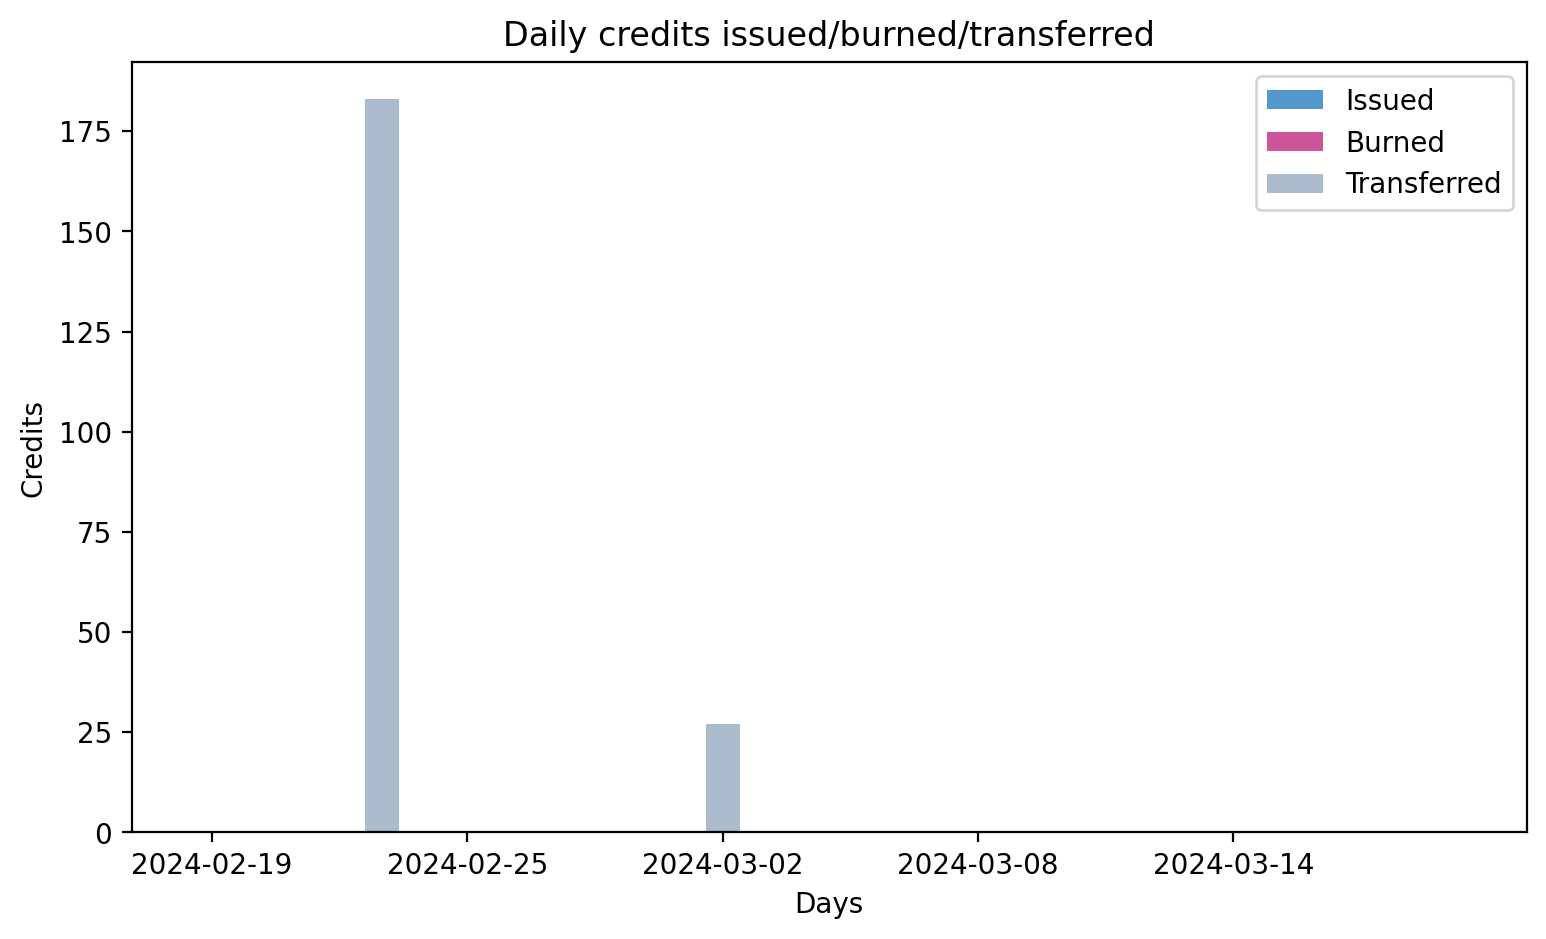 Daily credits issued/burned/transferred
Issued
Burned
Transferred
175
150
125
100
75
50
25
0
Credits
2024-02-19
2024-02-25
2024-03-02
2024-03-08
2024-03-14
Days